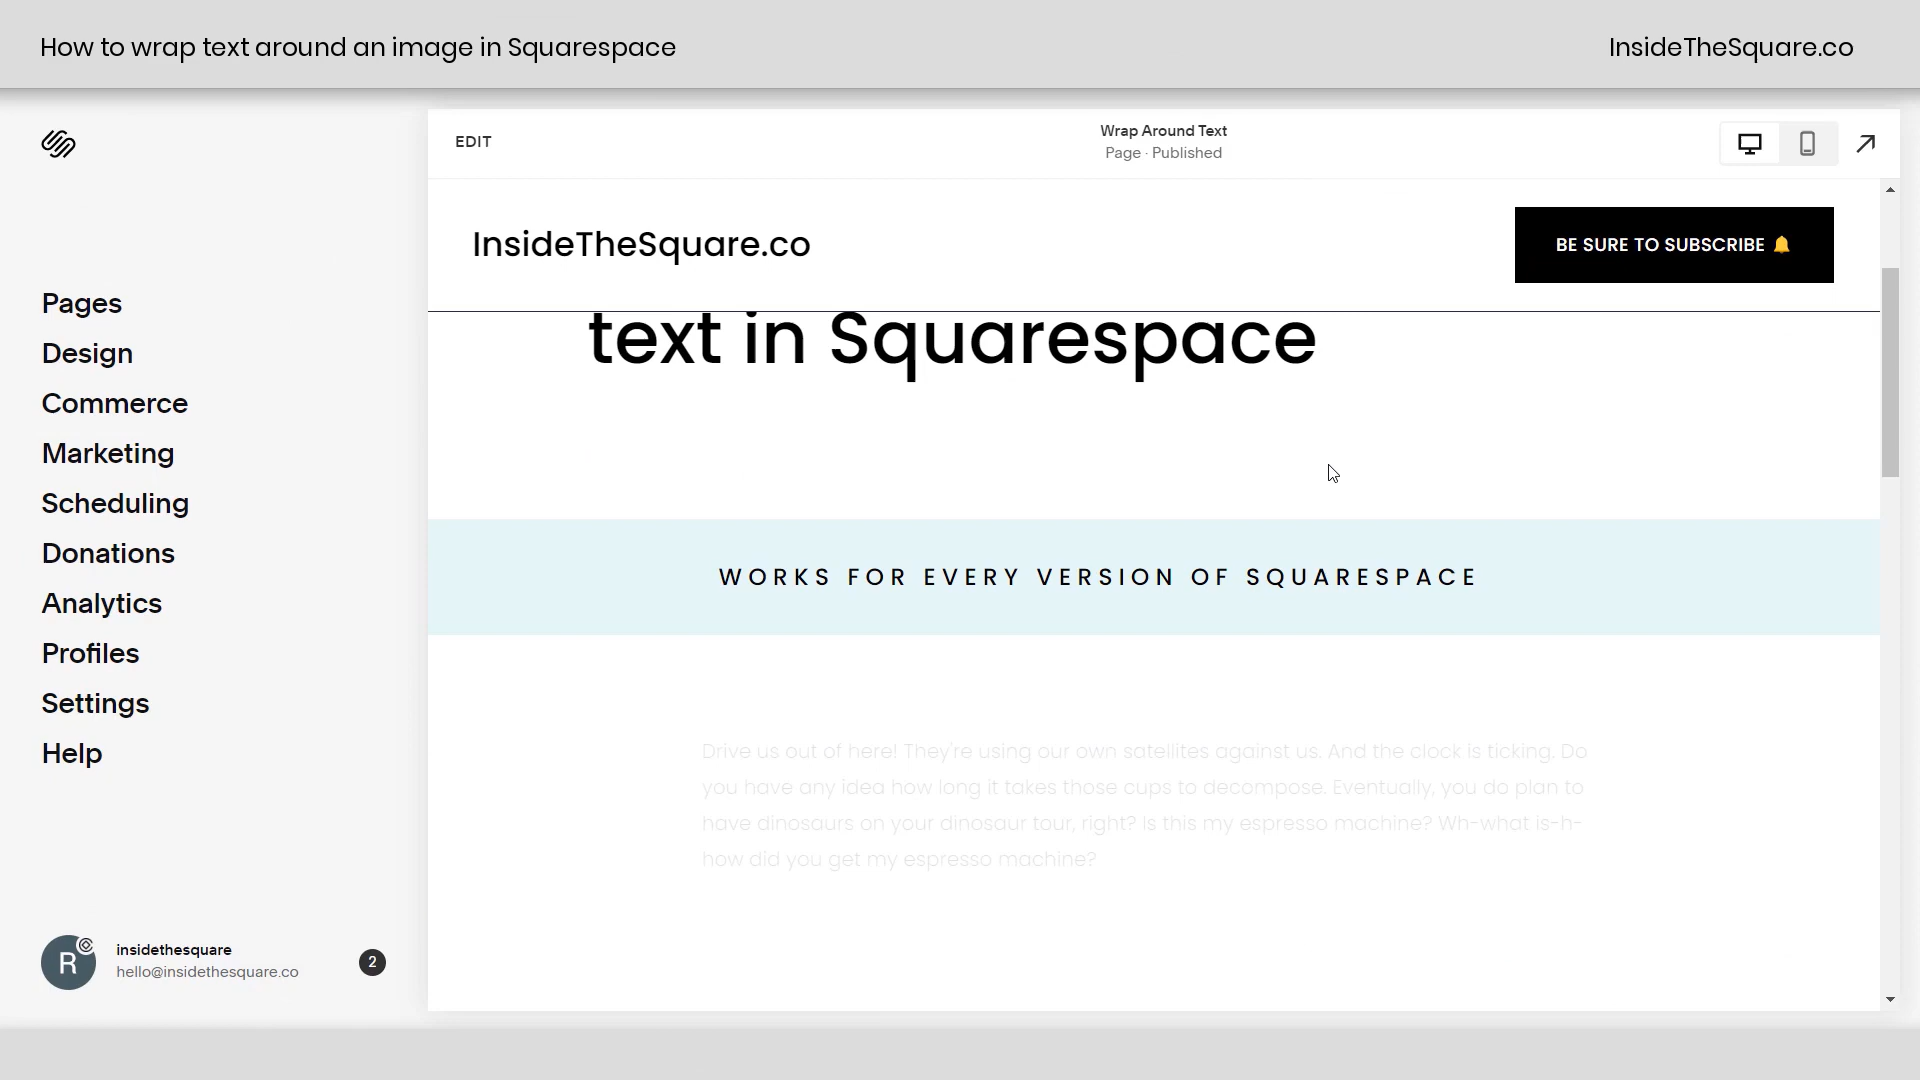 How to wrap text around an image in Squarespace
InsideTheSquare.co
EDIT
Wrap Around Text
Page · Published
InsideTheSquare.co
BE SURE TO SUBSCRIBE 🔔
text in Squarespace
Pages
Design
Commerce
Marketing
Scheduling
Donations
Analytics
Profiles
Settings
Help
WORKS FOR EVERY VERSION OF SQUARESPACE
Drive us out of here! They're using our own satellites against us. And the clock is ticking. Do
you have any idea how long it takes those cups to decompose. Eventually, you do plan to
have dinosaurs on your dinosaur tour, right? Is this my espresso machine? Wh-what is-h-
how did you get my espresso machine?
R
insidethesquare
hello@insidethesquare.co
2